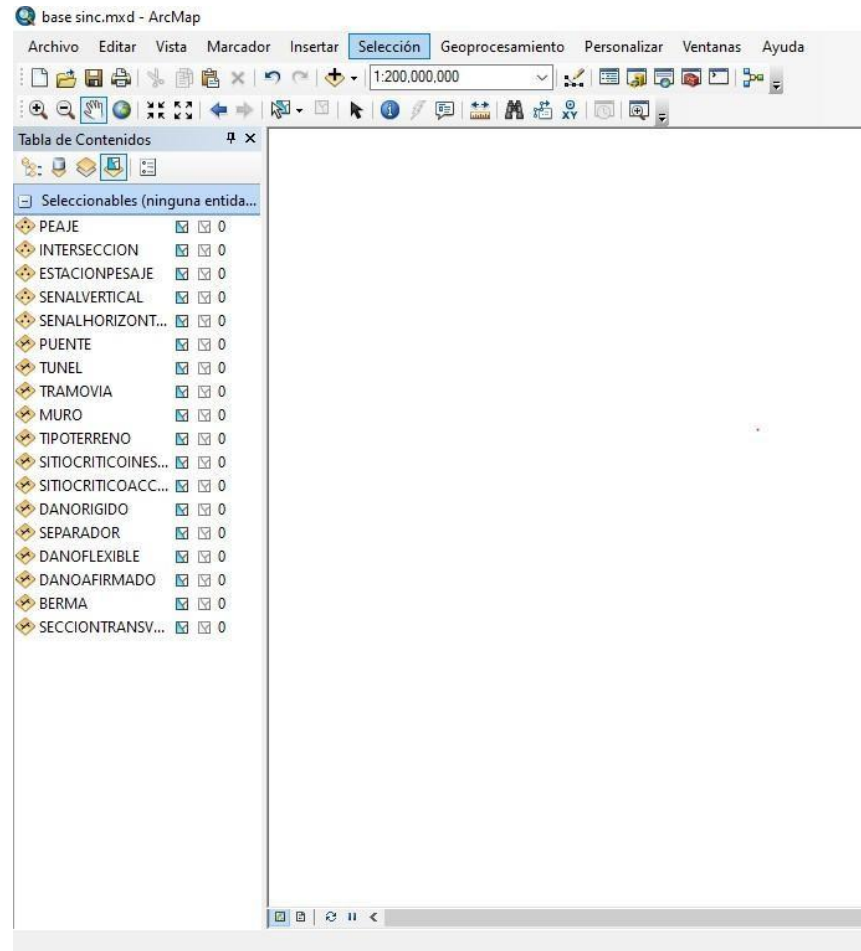 base sinc.mxd - ArcMap
Archivo Editar Vista Marcador Insertar Selección Geoprocesamiento Personalizar Ventanas Ayuda
1:200,000,000
XY
Tabla de Contenidos
Seleccionables (ninguna entida...
PEAJE 0
INTERSECCION 0
ESTACIONPESAJE 0
SENALVERTICAL 0
SENALHORIZONT... 0
PUENTE 0
TUNEL 0
TRAMOVIA 0
MURO 0
TIPOTERRENO 0
SITIOCRITICOINES... 0
SITIOCRITICOACC... 0
DANORIGIDO 0
SEPARADOR 0
DANOFLEXIBLE 0
DANOAFIRMADO 0
BERMA 0
SECCIONTRANSV... 0